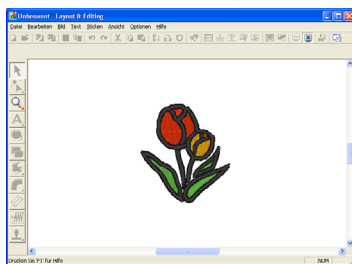 Unbenannt - Layout & Editing
Datei Bearbeiten Bild Text Sticken Ansicht Optionen Hilfe
Drücken Sie 'F1' für Hilfe
NUM